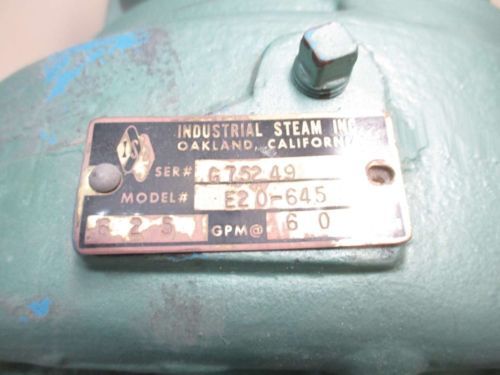 INDUSTRIAL STEAM INC
OAKLAND, CALIFORNIA
SER# G75249
MODEL# E20-645
625 GPM@ 60